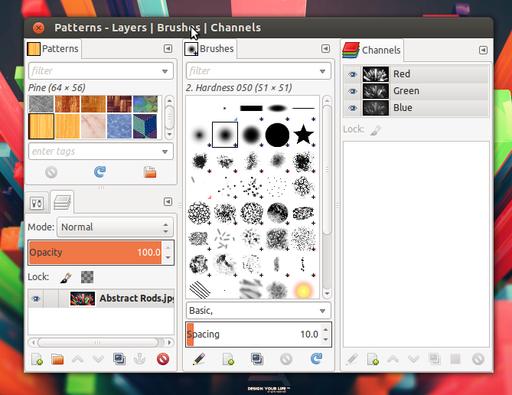 Patterns - Layers | Brushes | Channels
Patterns
filter
Pine (64 × 56)
enter tags
Mode: Normal
Opacity 100.0
Lock:
Abstract Rods.jpg
Brushes
filter
2. Hardness 050 (51 × 51)
Basic,
Spacing 10.0
Channels
Red
Green
Blue
Lock:
DESIGN YOUR LIFE